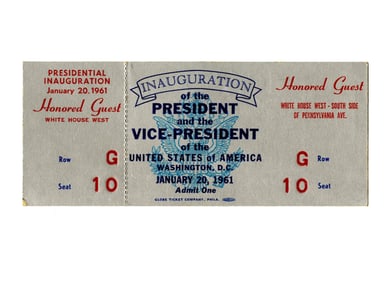 PRESIDENTIAL
INAUGURATION
January 20, 1961
Honored Guest
WHITE HOUSE WEST
Row G
Seat 10
INAUGURATION
of the
PRESIDENT
and the
VICE-PRESIDENT
of the
UNITED STATES of AMERICA
WASHINGTON, D.C.
JANUARY 20, 1961
Admit One
GLOBE TICKET COMPANY, PHILA.
Honored Guest
WHITE HOUSE WEST - SOUTH SIDE
OF PENNSYLVANIA AVE.
Row G
Seat 10